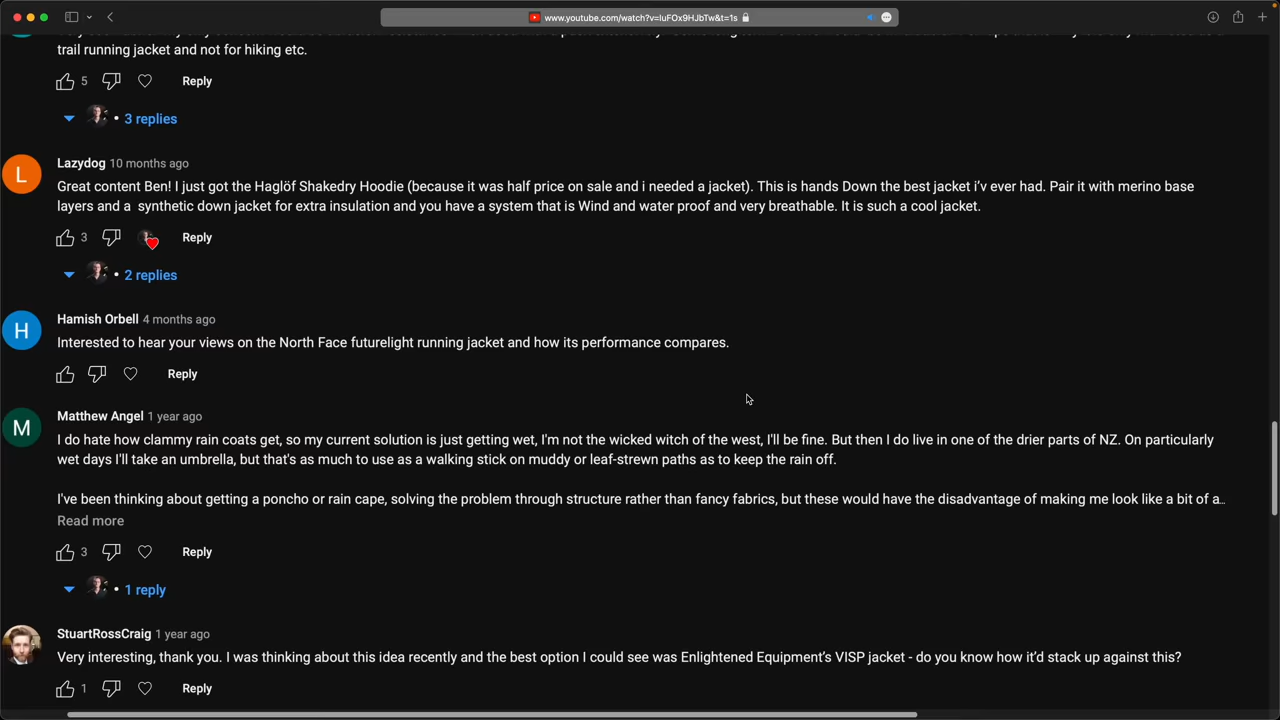 www.youtube.com/watch?v=IuFOx9HJbTw&t=1s
trail running jacket and not for hiking etc.
5
Reply
• 3 replies
L
Lazydog 10 months ago
Great content Ben! I just got the Haglöf Shakedry Hoodie (because it was half price on sale and i needed a jacket). This is hands Down the best jacket i'v ever had. Pair it with merino base
layers and a synthetic down jacket for extra insulation and you have a system that is Wind and water proof and very breathable. It is such a cool jacket.
3
Reply
• 2 replies
H
Hamish Orbell 4 months ago
Interested to hear your views on the North Face futurelight running jacket and how its performance compares.
Reply
M
Matthew Angel 1 year ago
I do hate how clammy rain coats get, so my current solution is just getting wet, I'm not the wicked witch of the west, I'll be fine. But then I do live in one of the drier parts of NZ. On particularly
wet days I'll take an umbrella, but that's as much to use as a walking stick on muddy or leaf-strewn paths as to keep the rain off.
I've been thinking about getting a poncho or rain cape, solving the problem through structure rather than fancy fabrics, but these would have the disadvantage of making me look like a bit of a...
Read more
3
Reply
• 1 reply
StuartRossCraig 1 year ago
Very interesting, thank you. I was thinking about this idea recently and the best option I could see was Enlightened Equipment's VISP jacket - do you know how it'd stack up against this?
1
Reply